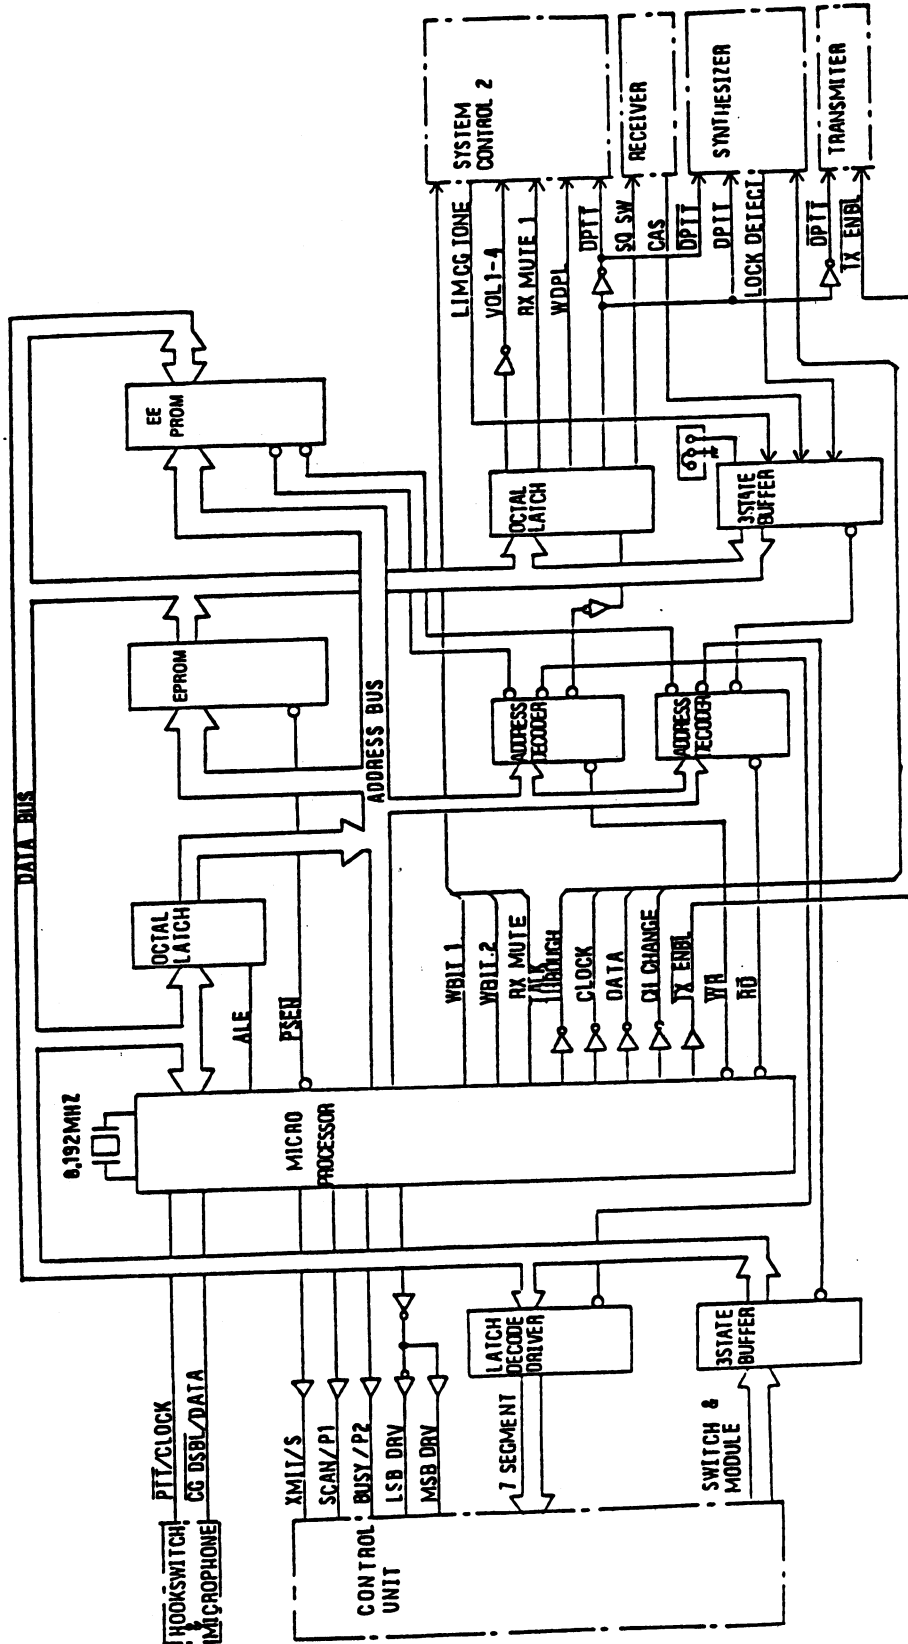 HOOKSWITCH
&
MICROPHONE
PTT/CLOCK
CG DSBL/DATA
CONTROL
UNIT
XMIT/S
SCAN/P1
BUSY/P2
LSB DRV
MSB DRV
7 SEGMENT
SWITCH &
MODULE
LATCH
DECODE
DRIVER
3STATE
BUFFER
8.192MHZ
MICRO
PROCESSOR
ALE
PSEN
WBIT 1
WBIT.2
RX MUTE
TALK
THROUGH
CLOCK
DATA
CH CHANGE
TX ENBL
WR
RD
OCTAL
LATCH
DATA BUS
ADDRESS BUS
EPROM
ADDRESS
DECODER
ADDRESS
DECODER
EE
PROM
OCTAL
LATCH
3STATE
BUFFER
LIMCG TONE
VOL1-4
RX MUTE 1
WDPL
DPTT
SQ SW
CAS
DPTT
DPTT
LOCK DETECT
DPTT
TX ENBL
SYSTEM
CONTROL 2
RECEIVER
SYNTHESIZER
TRANSMITER